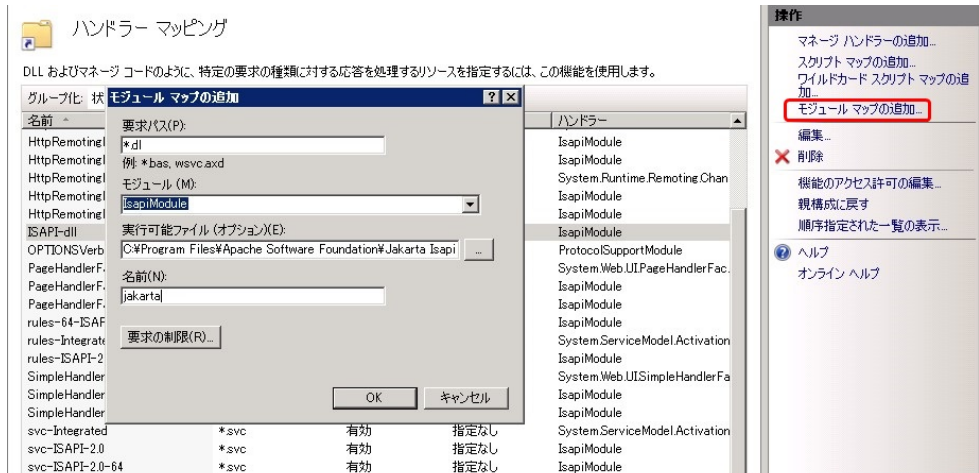 ハンドラー マッピング
DLL およびマネージ コードのように、特定の要求の種類に対する応答を処理するリソースを指定するには、この機能を使用します。
グループ化: 状
名前
ハンドラー
HttpRemotingI
IsapiModule
HttpRemotingI
IsapiModule
HttpRemotingI
System.Runtime.Remoting.Chan
HttpRemotingI
IsapiModule
HttpRemotingI
IsapiModule
ISAPI-dll
IsapiModule
OPTIONSVerb
ProtocolSupportModule
PageHandlerF
System.Web.UI.PageHandlerFac.
PageHandlerF
IsapiModule
PageHandlerF
IsapiModule
rules-64-ISAF
IsapiModule
rules-Integrate
System.ServiceModel.Activation
rules-ISAPI-2
IsapiModule
SimpleHandler
System.Web.UI.SimpleHandlerFa
SimpleHandler
IsapiModule
SimpleHandler
IsapiModule
svc-Integrated *.svc 有効 指定なし System.ServiceModel.Activation
svc-ISAPI-2.0 *.svc 有効 指定なし IsapiModule
svc-ISAPI-2.0-64 *.svc 有効 指定なし IsapiModule
モジュール マップの追加
要求パス(P):
*.dl
例: *.bas, wsvc.axd
モジュール (M):
IsapiModule
実行可能ファイル (オプション)(E):
C:¥Program Files¥Apache Software Foundation¥Jakarta Isapi
...
名前(N):
jakarta
要求の制限(R)...
OK
キャンセル
操作
マネージ ハンドラーの追加...
スクリプト マップの追加...
ワイルドカード スクリプト マップの追
加...
モジュール マップの追加...
編集...
削除
機能のアクセス許可の編集...
親構成に戻す
順序指定された一覧の表示...
ヘルプ
オンライン ヘルプ